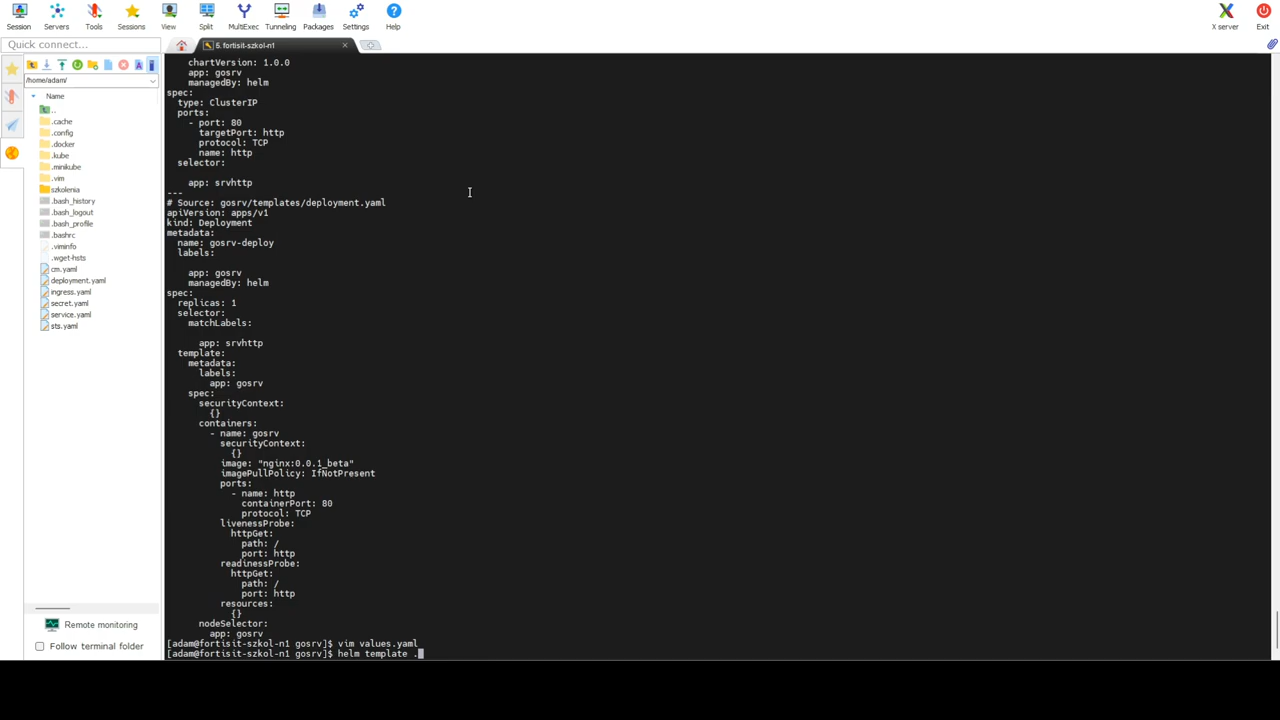 Session Servers Tools Sessions View Split MultiExec Tunneling Packages Settings Help X server Exit
Quick connect...
5. fortisit-szkol-n1
/home/adam/
Name
..
.cache
.config
.docker
.kube
.minikube
.vim
szkolenia
.bash_history
.bash_logout
.bash_profile
.bashrc
.viminfo
.wget-hsts
cm.yaml
deployment.yaml
ingress.yaml
secret.yaml
service.yaml
sts.yaml
Remote monitoring
Follow terminal folder
chartVersion: 1.0.0
app: gosrv
managedBy: helm
spec:
type: ClusterIP
ports:
- port: 80
targetPort: http
protocol: TCP
name: http
selector:
app: srvhttp
---
# Source: gosrv/templates/deployment.yaml
apiVersion: apps/v1
kind: Deployment
metadata:
name: gosrv-deploy
labels:
app: gosrv
managedBy: helm
spec:
replicas: 1
selector:
matchLabels:
app: srvhttp
template:
metadata:
labels:
app: gosrv
spec:
securityContext:
{}
containers:
- name: gosrv
securityContext:
{}
image: "nginx:0.0.1_beta"
imagePullPolicy: IfNotPresent
ports:
- name: http
containerPort: 80
protocol: TCP
livenessProbe:
httpGet:
path: /
port: http
readinessProbe:
httpGet:
path: /
port: http
resources:
{}
nodeSelector:
app: gosrv
[adam@fortisit-szkol-n1 gosrv]$ vim values.yaml
[adam@fortisit-szkol-n1 gosrv]$ helm template .